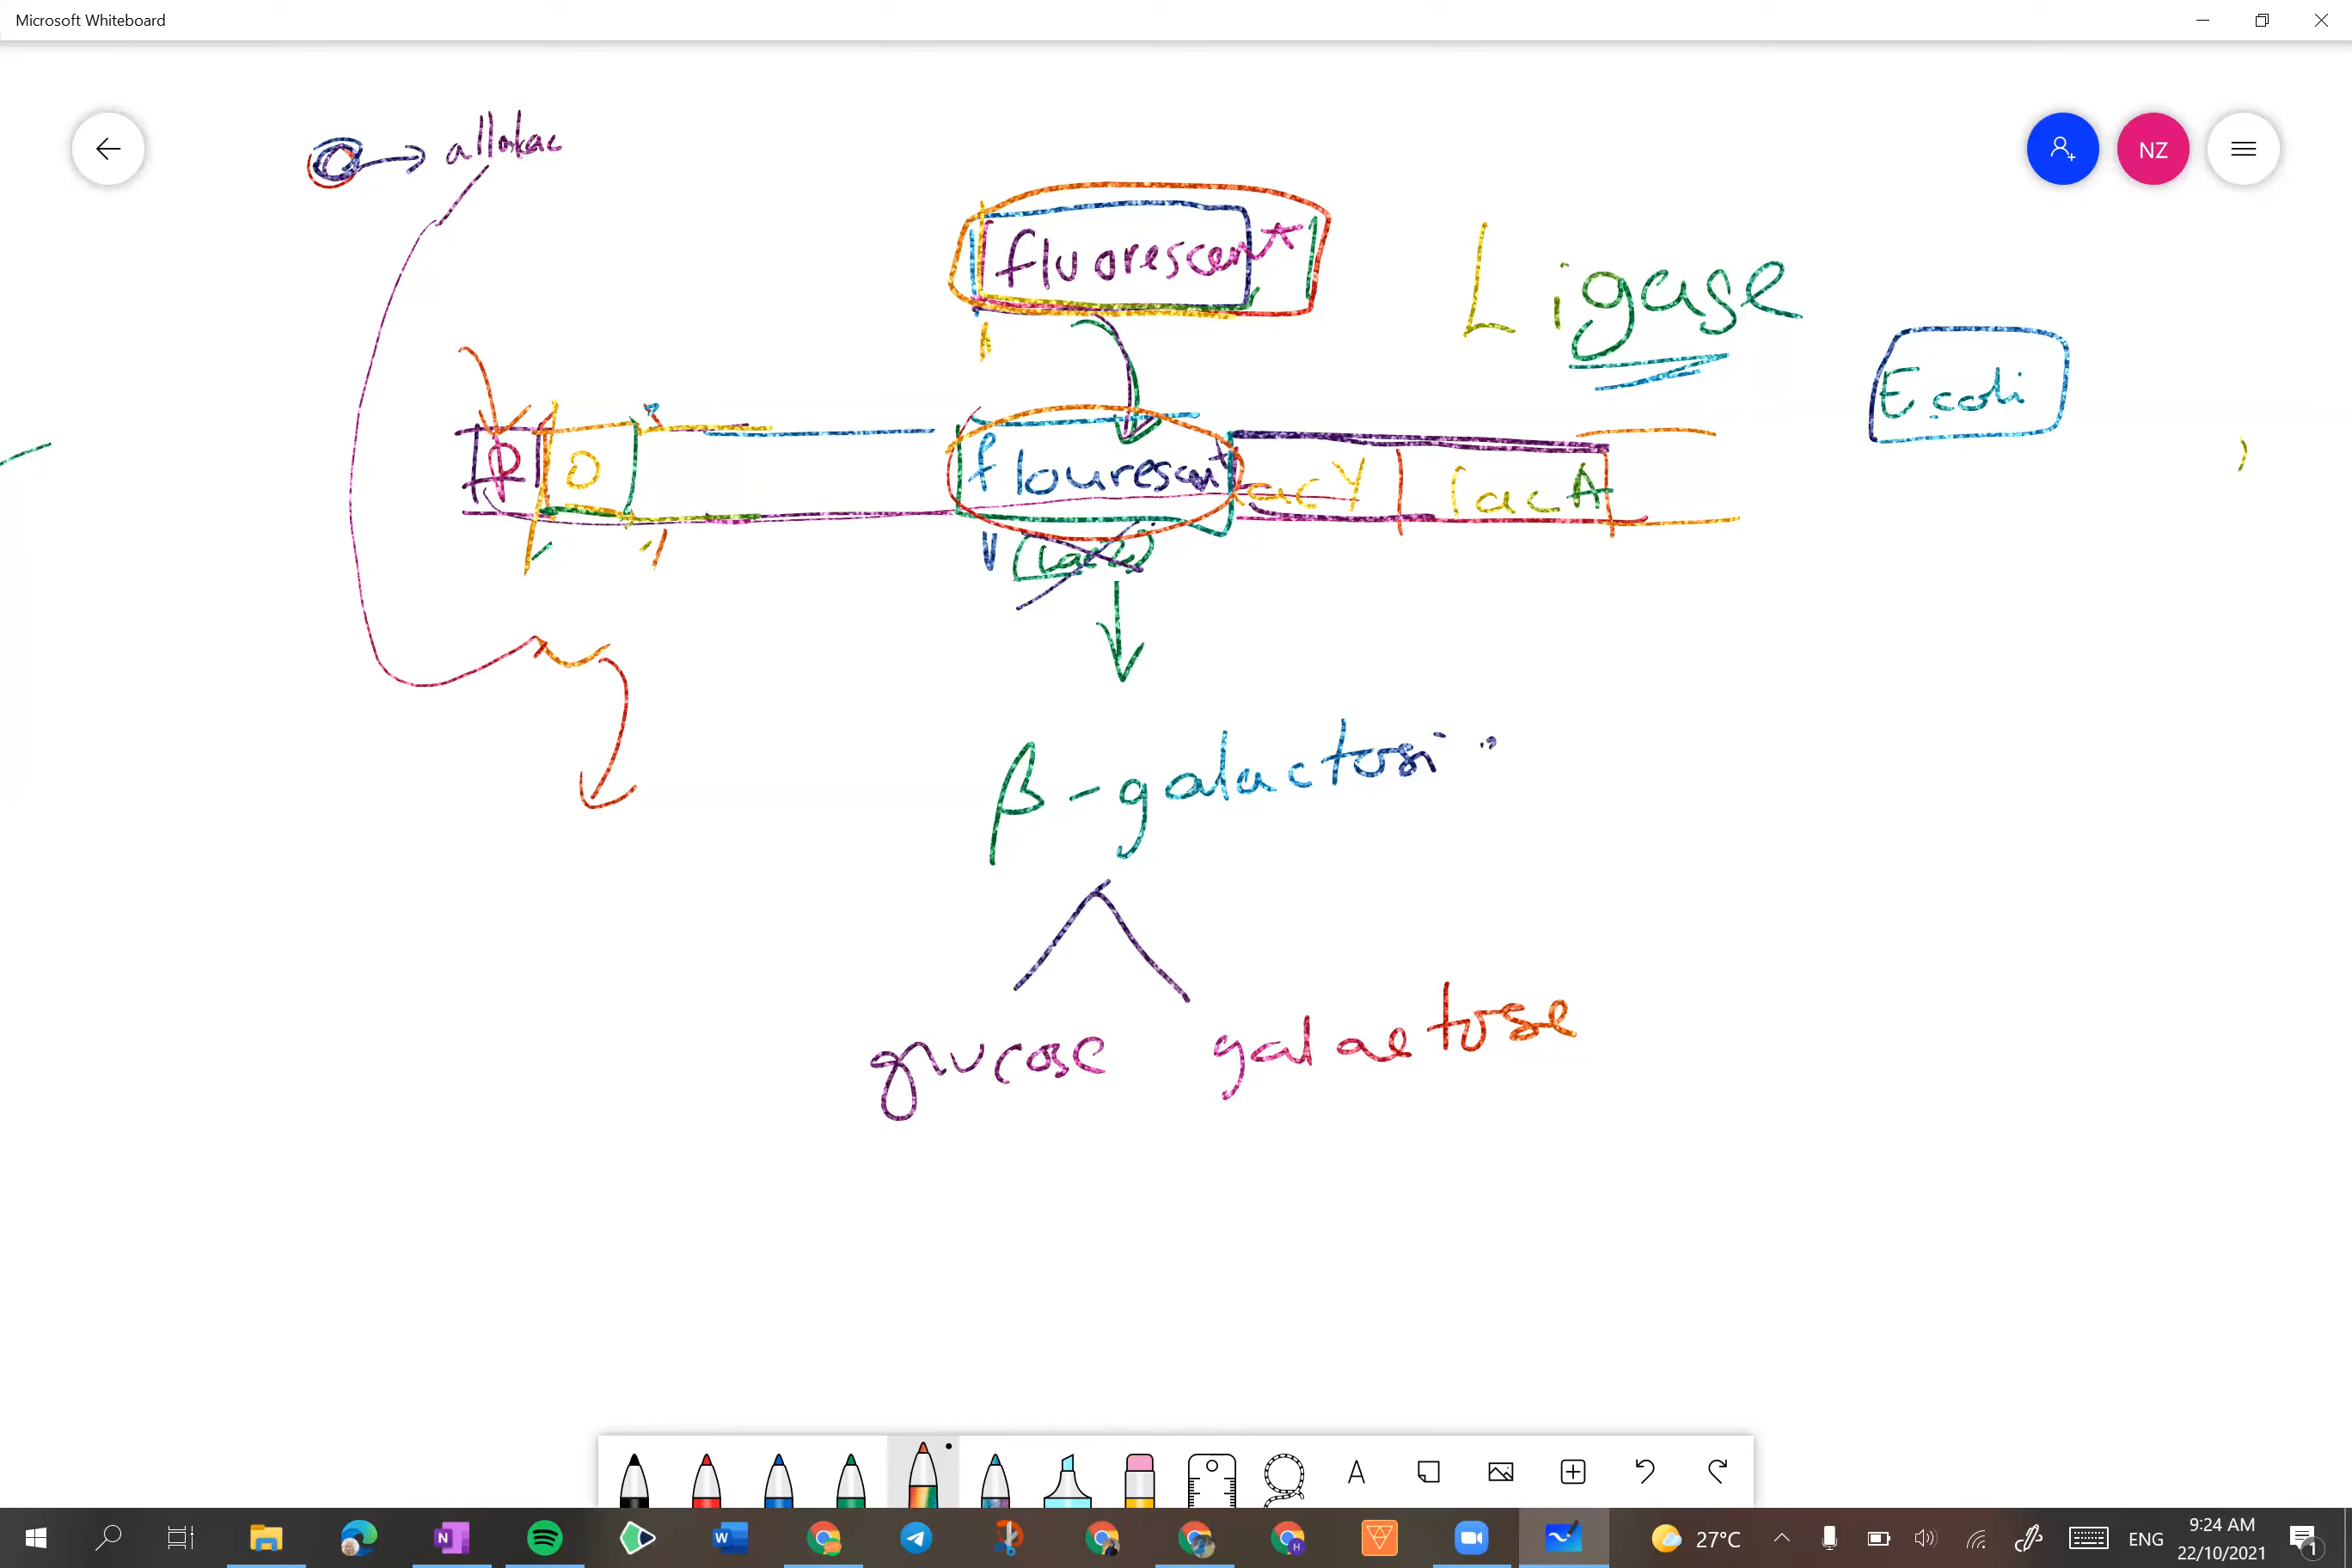 Microsoft Whiteboard
NZ
fluorescent
Ligase
E.coli
P O flourescent lacY lacA
β-galactosi
glucose galactose
A
N
W
H
27°C
ENG
9:24 AM
22/10/2021
1